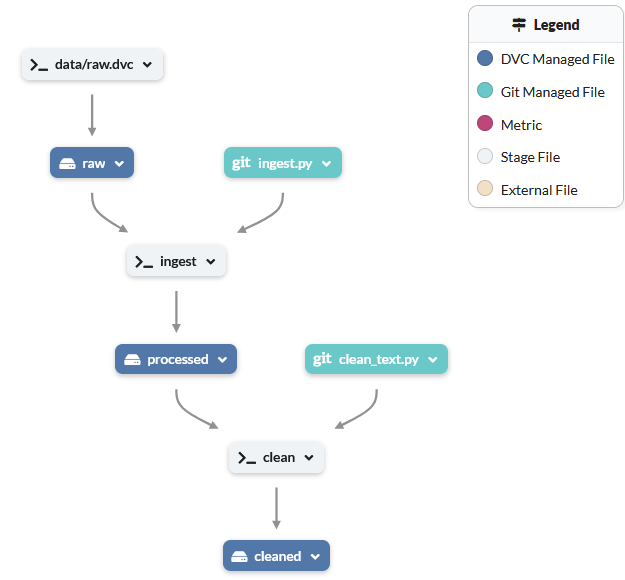 Legend
DVC Managed File
Git Managed File
Metric
Stage File
External File
data/raw.dvc
raw
git ingest.py
ingest
processed
git clean_text.py
clean
cleaned